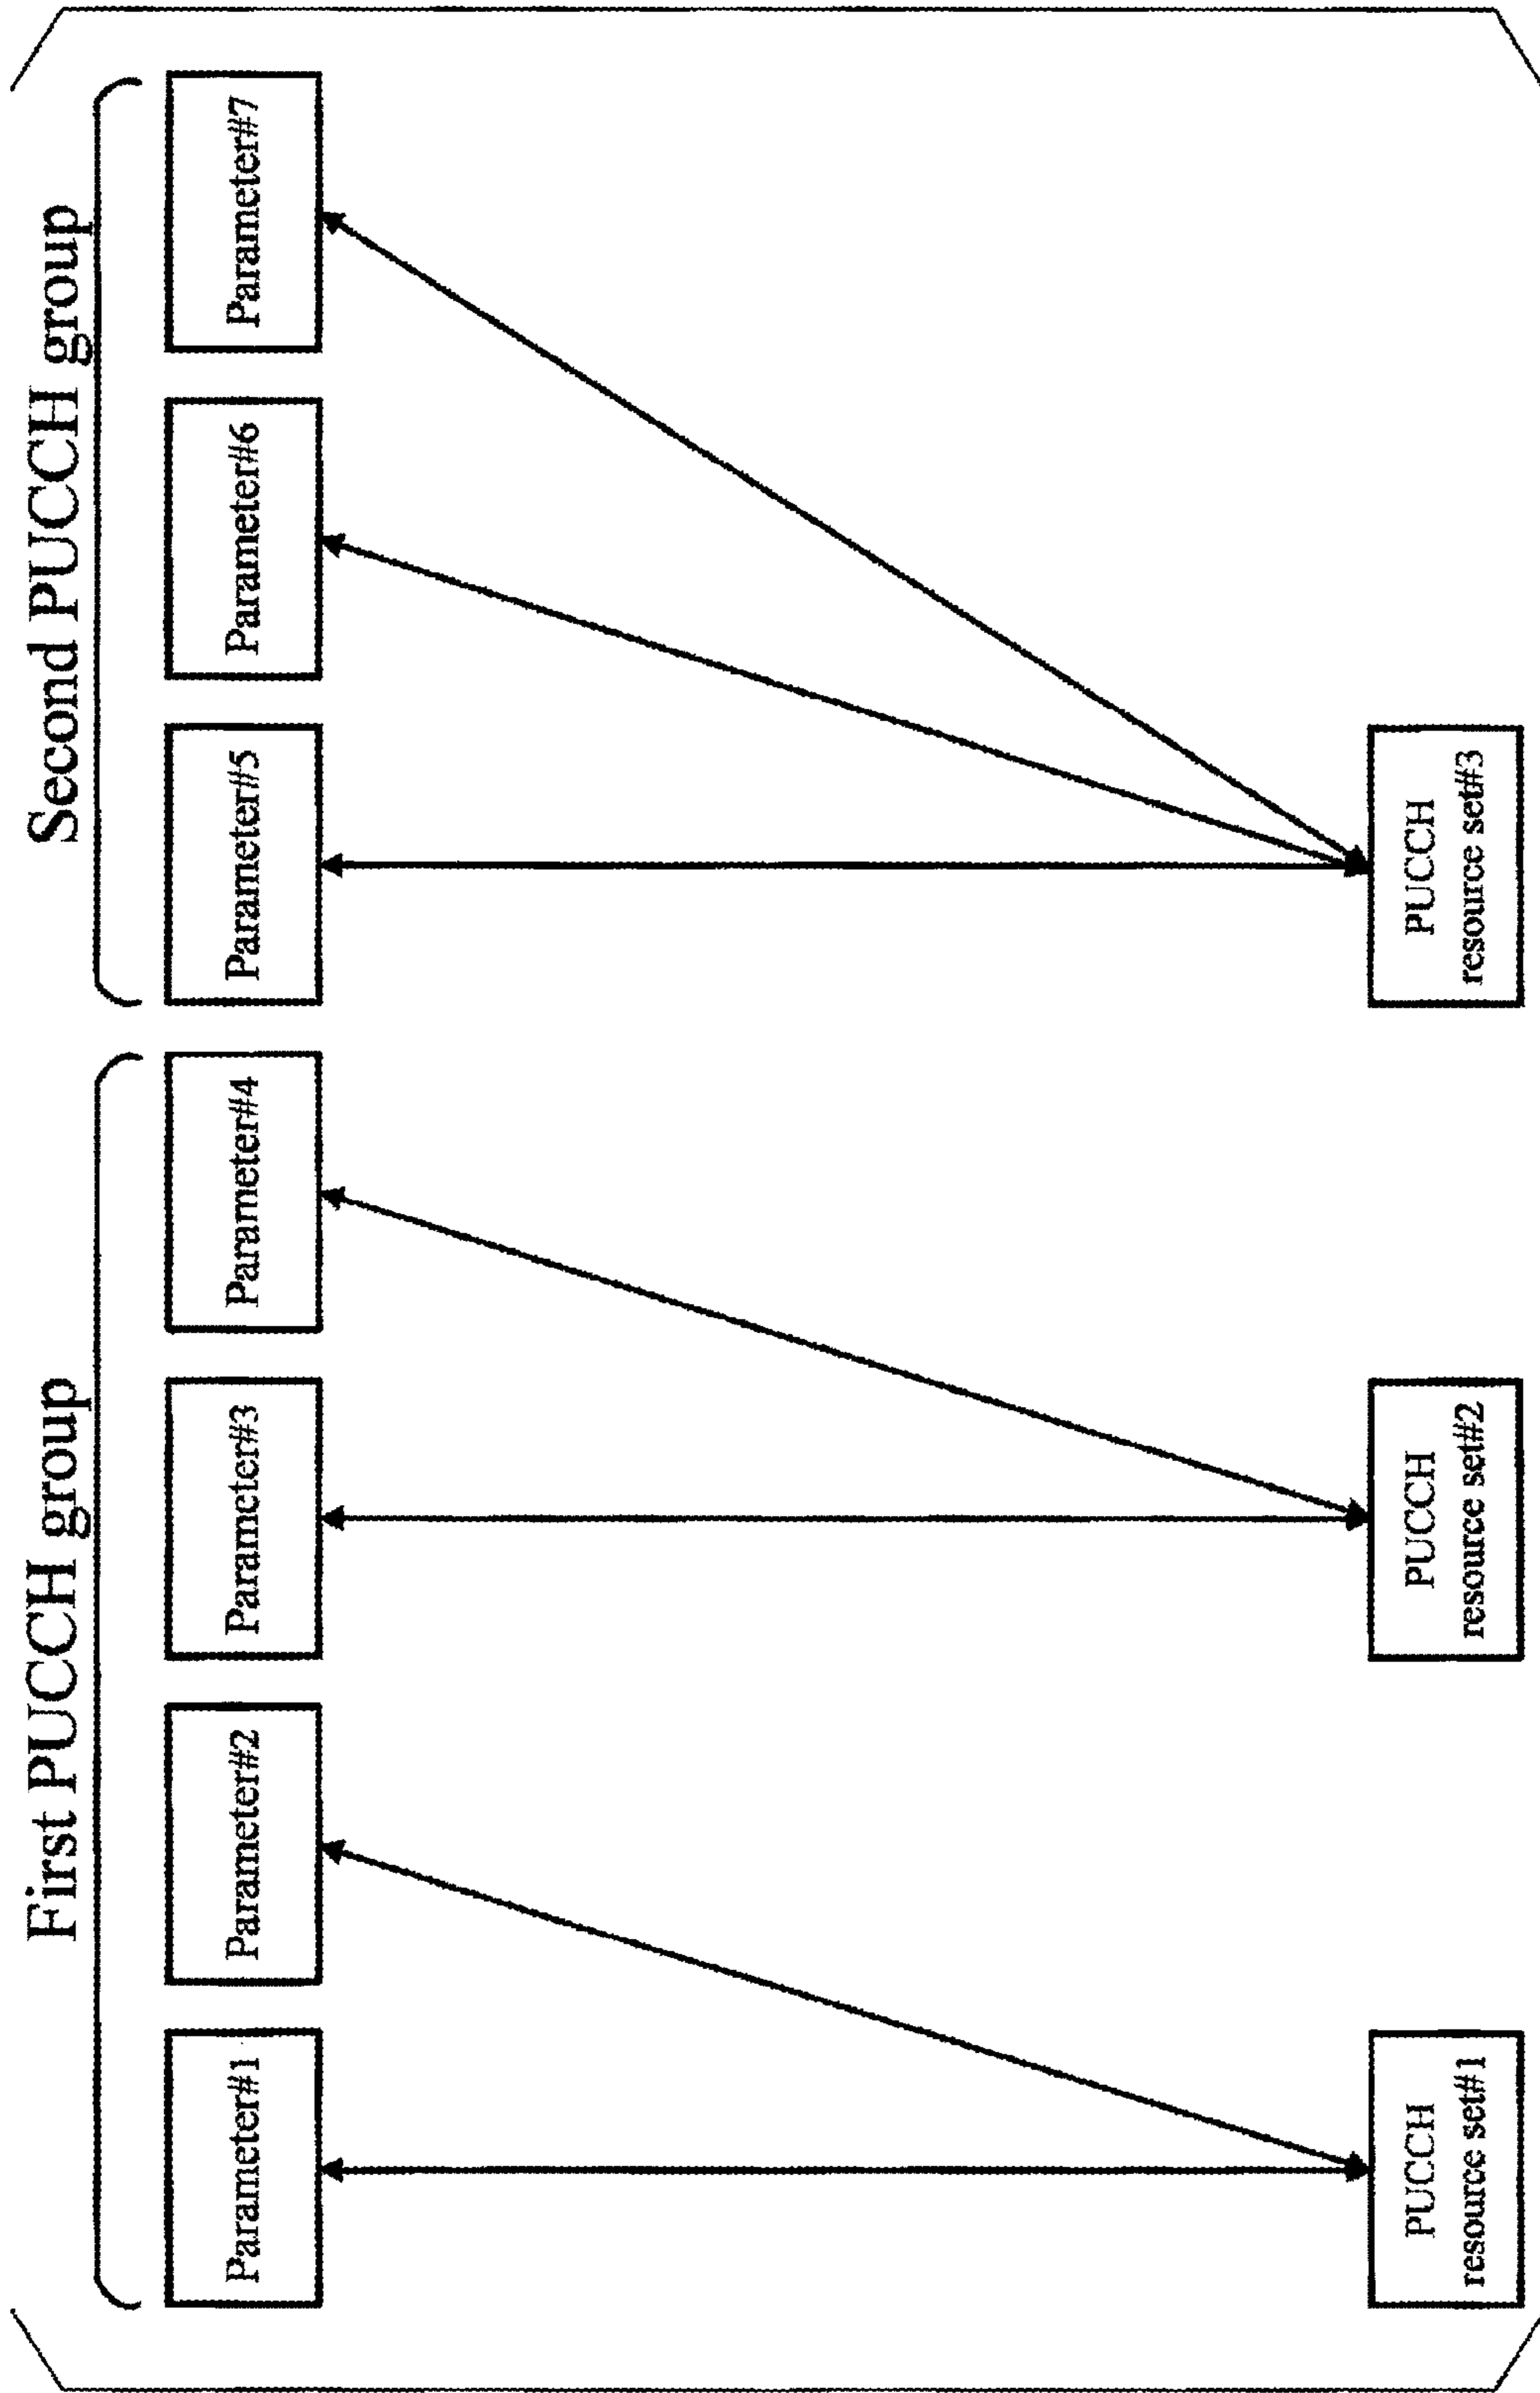 First PUCCH group
Second PUCCH group
Parameter#1
Parameter#2
Parameter#3
Parameter#4
Parameter#5
Parameter#6
Parameter#7
PUCCH
resource set#1
PUCCH
resource set#2
PUCCH
resource set#3